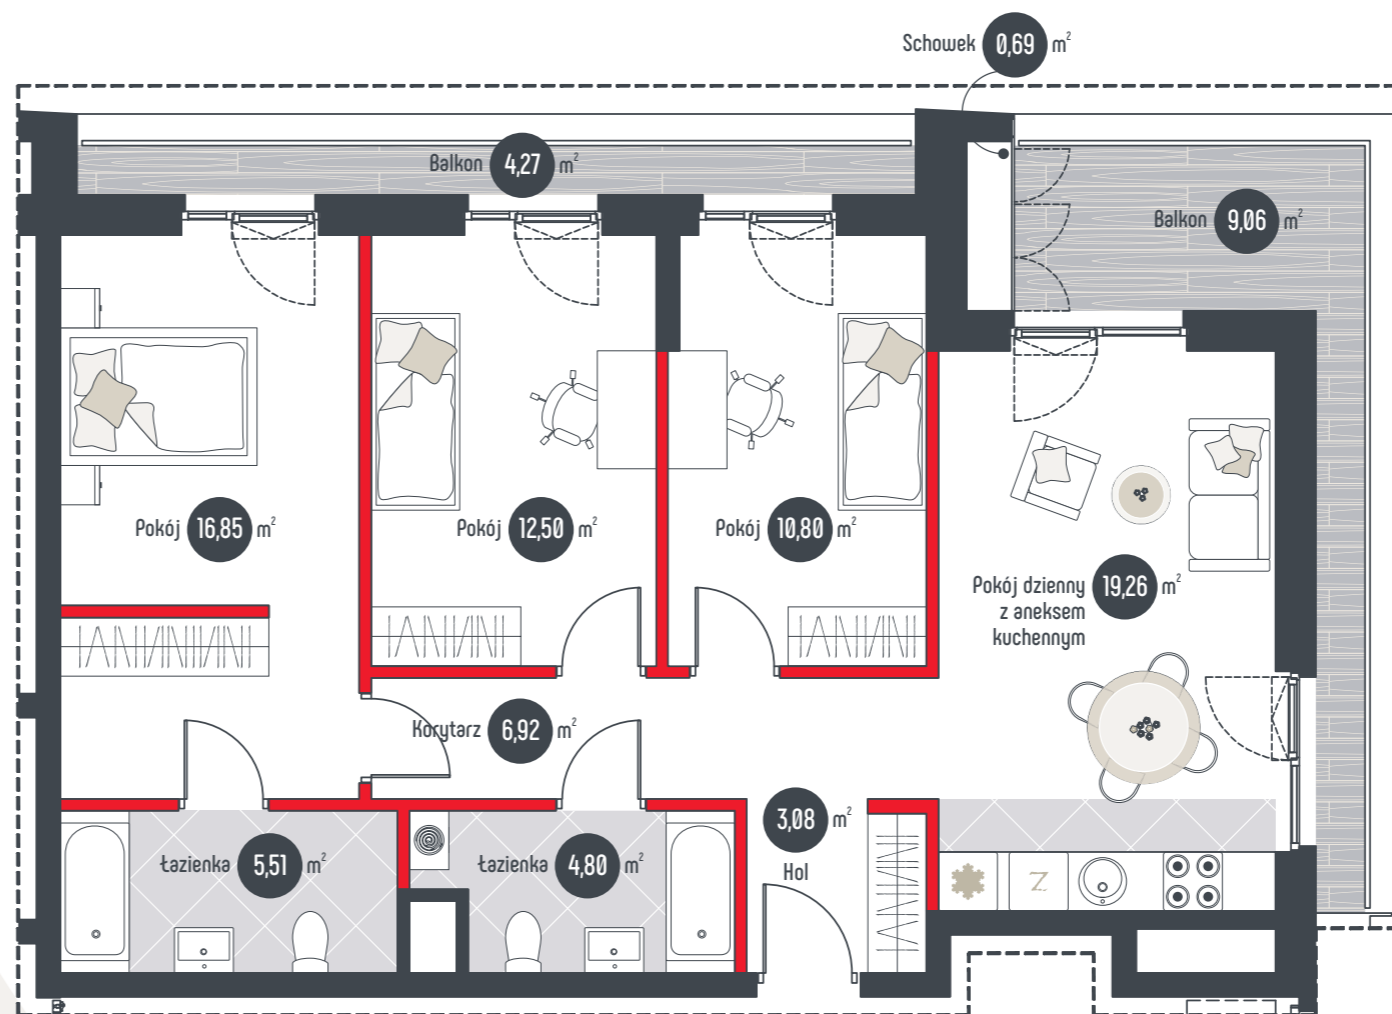 Schowek 0,69 m²
Balkon 4,27 m²
Balkon 9,06 m²
Pokój 16,85 m²
Pokój 12,50 m²
Pokój 10,80 m²
Pokój dzienny 19,26 m²
z aneksem
kuchennym
Korytarz 6,92 m²
3,08 m²
Hol
Łazienka 5,51 m²
Łazienka 4,80 m²
Z